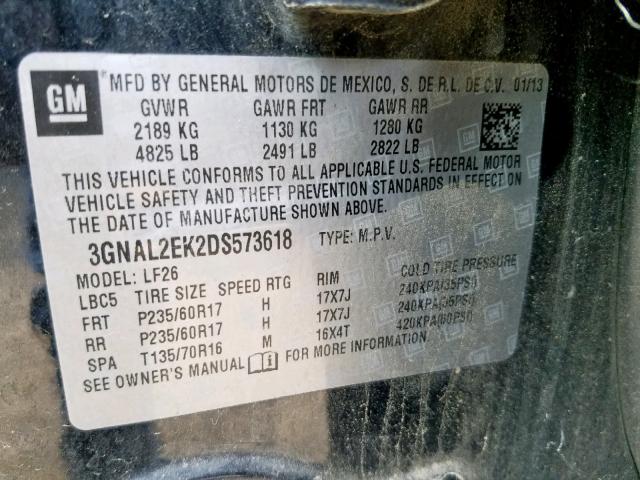 GM
MFD BY GENERAL MOTORS DE MEXICO, S. DE R.L. DE C.V. 01/13
GVWR GAWR FRT GAWR RR
2189 KG 1130 KG 1280 KG
4825 LB 2491 LB 2822 LB
THIS VEHICLE CONFORMS TO ALL APPLICABLE U.S. FEDERAL MOTOR
VEHICLE SAFETY AND THEFT PREVENTION STANDARDS IN EFFECT ON
THE DATE OF MANUFACTURE SHOWN ABOVE.
3GNAL2EK2DS573618 TYPE: M.P.V.
MODEL: LF26
LBC5 TIRE SIZE SPEED RTG RIM COLD TIRE PRESSURE
FRT P235/60R17 H 17X7J 240KPA(35PSI)
RR P235/60R17 H 17X7J 240KPA(35PSI)
SPA T135/70R16 M 16X4T 420KPA(60PSI)
SEE OWNER'S MANUAL FOR MORE INFORMATION